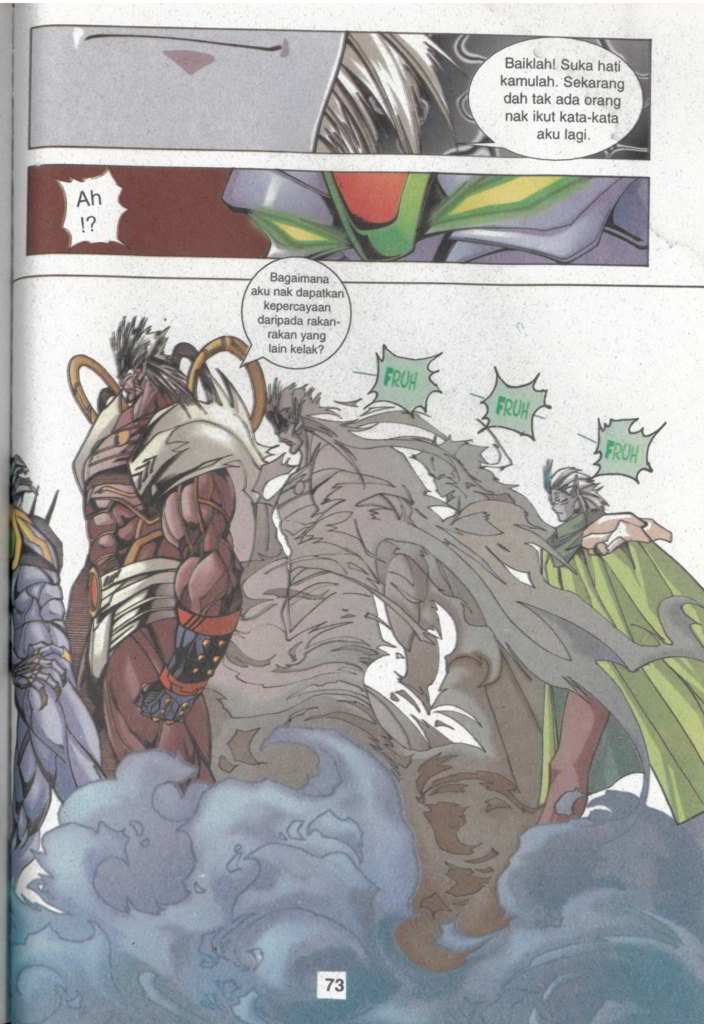 Baiklah! Suka hati
kamulah. Sekarang
dah tak ada orang
nak ikut kata-kata
aku lagi.
Ah
!?
Bagaimana
aku nak dapatkan
kepercayaan
daripada rakan-
rakan yang
lain kelak?
FRUH
FRUH
FRUH
73